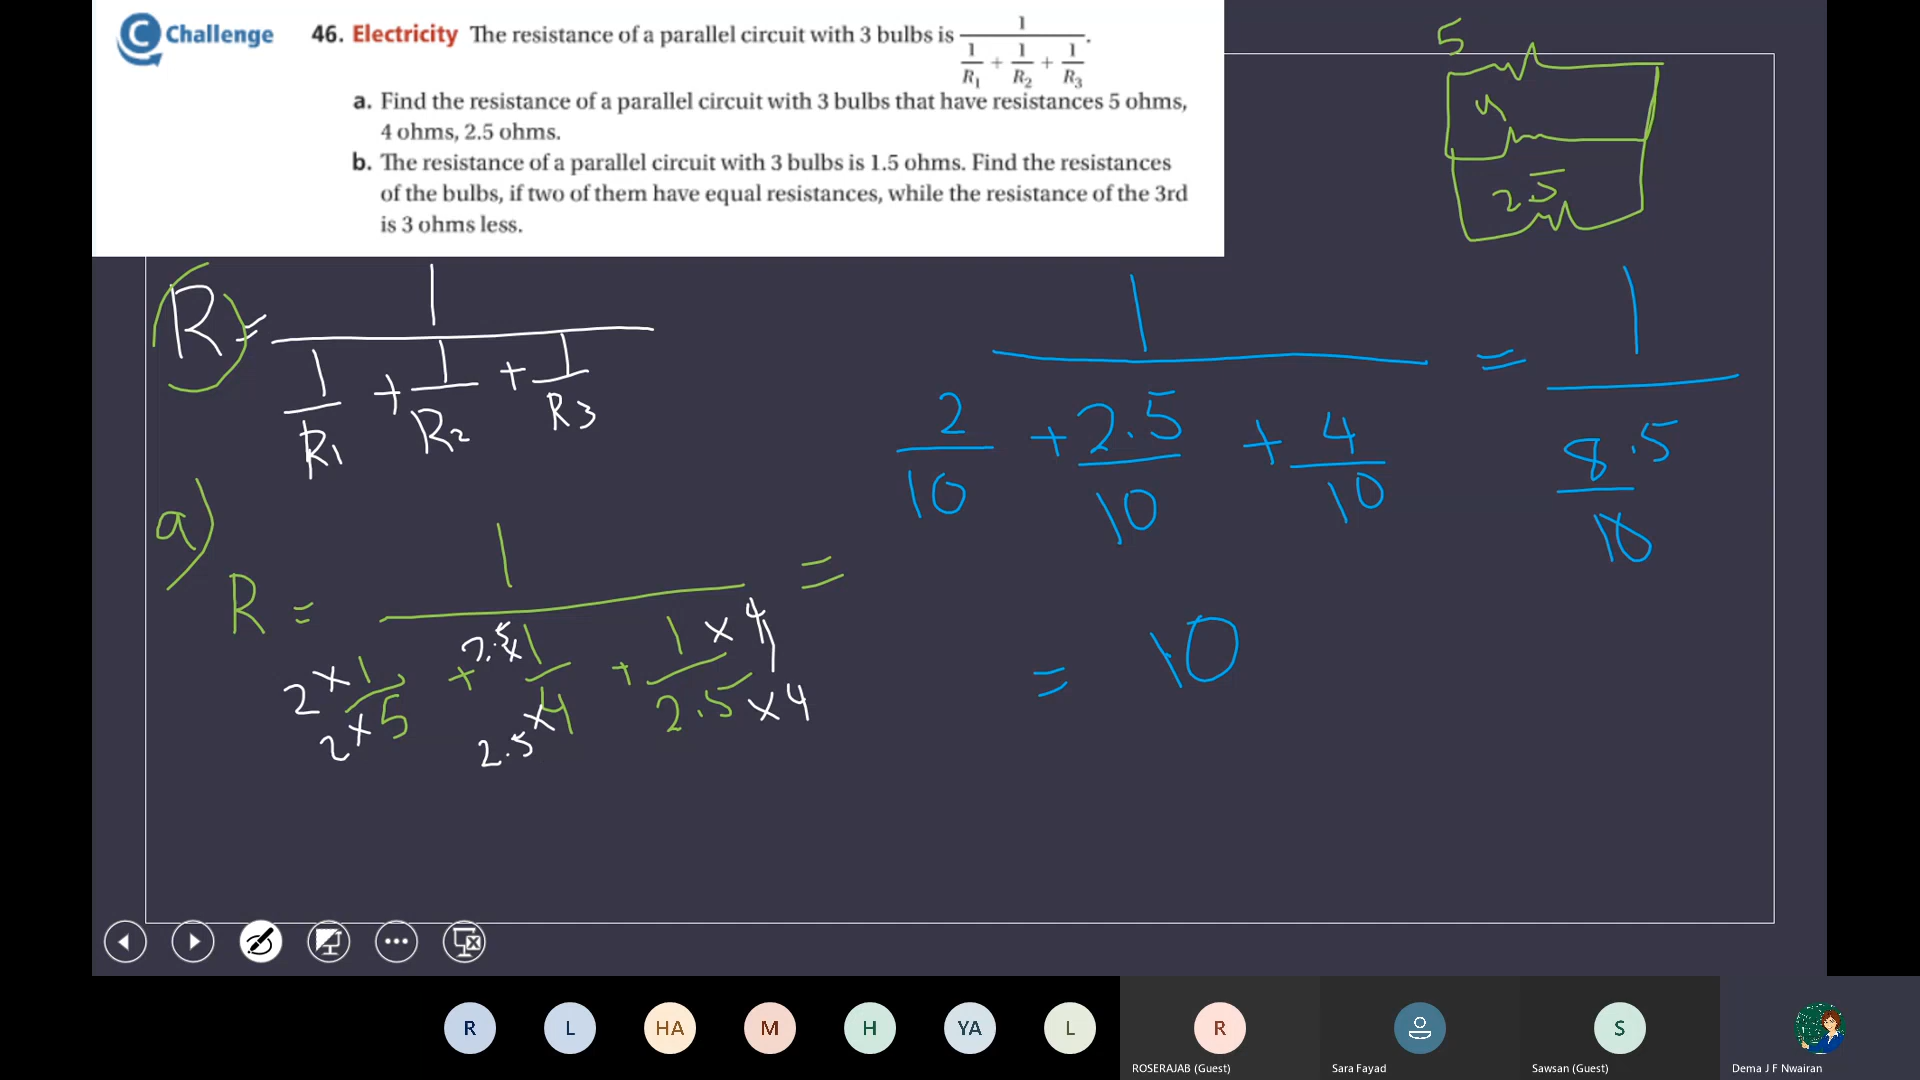 C Challenge
46. Electricity The resistance of a parallel circuit with 3 bulbs is 1 / (1/R₁ + 1/R₂ + 1/R₃).
a. Find the resistance of a parallel circuit with 3 bulbs that have resistances 5 ohms,
4 ohms, 2.5 ohms.
b. The resistance of a parallel circuit with 3 bulbs is 1.5 ohms. Find the resistances
of the bulbs, if two of them have equal resistances, while the resistance of the 3rd
is 3 ohms less.
5
4
2.5
R = 1 / (1/R₁ + 1/R₂ + 1/R₃)
a)
R = 1 / (2×1/2×5 + 2.5×1/2.5×4 + 1×4/2.5×4) =
1 / (2/10 + 2.5/10 + 4/10) = 1 / (8.5/10)
= 10
R
L
HA
M
H
YA
L
R
S
ROSERAJAB (Guest)
Sara Fayad
Sawsan (Guest)
Dema J F Nwairan